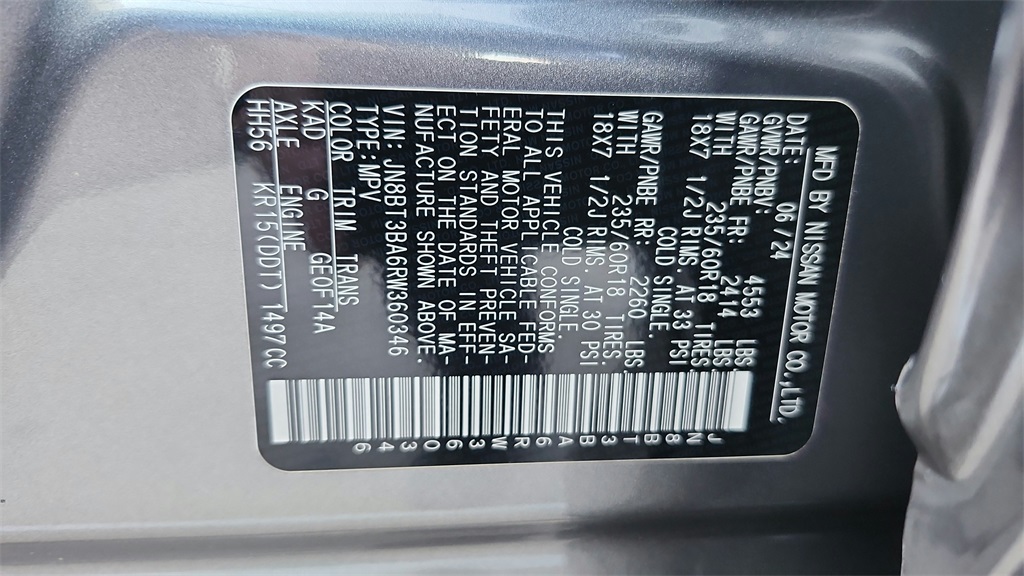 MFD BY NISSAN MOTOR CO.,LTD.
DATE: 06/24
GVWR/PNBV: 4553 LBS
GAWR/PNBE FR: 2414 LBS
WITH 235/60R18 TIRES
18X7 1/2J RIMS. AT 33 PSI
COLD SINGLE.
GAWR/PNBE RR: 2260 LBS
WITH 235/60R18 TIRES.
18X7 1/2J RIMS. AT 30 PSI
COLD SINGLE
THIS VEHICLE CONFORMS
TO ALL APPLICABLE FED-
ERAL MOTOR VEHICLE SA-
FETY AND THEFT PREVEN-
TION STANDARDS IN EFF-
ECT ON THE DATE OF MA-
NUFACTURE SHOWN ABOVE.
VIN: JN8BT3BA6RW360346
TYPE:MPV
COLOR TRIM TRANS
KAD G GE0F14A
AXLE ENGINE
HH56 KR15(DDT) 1497CC
JN8BT3BA6RW360346